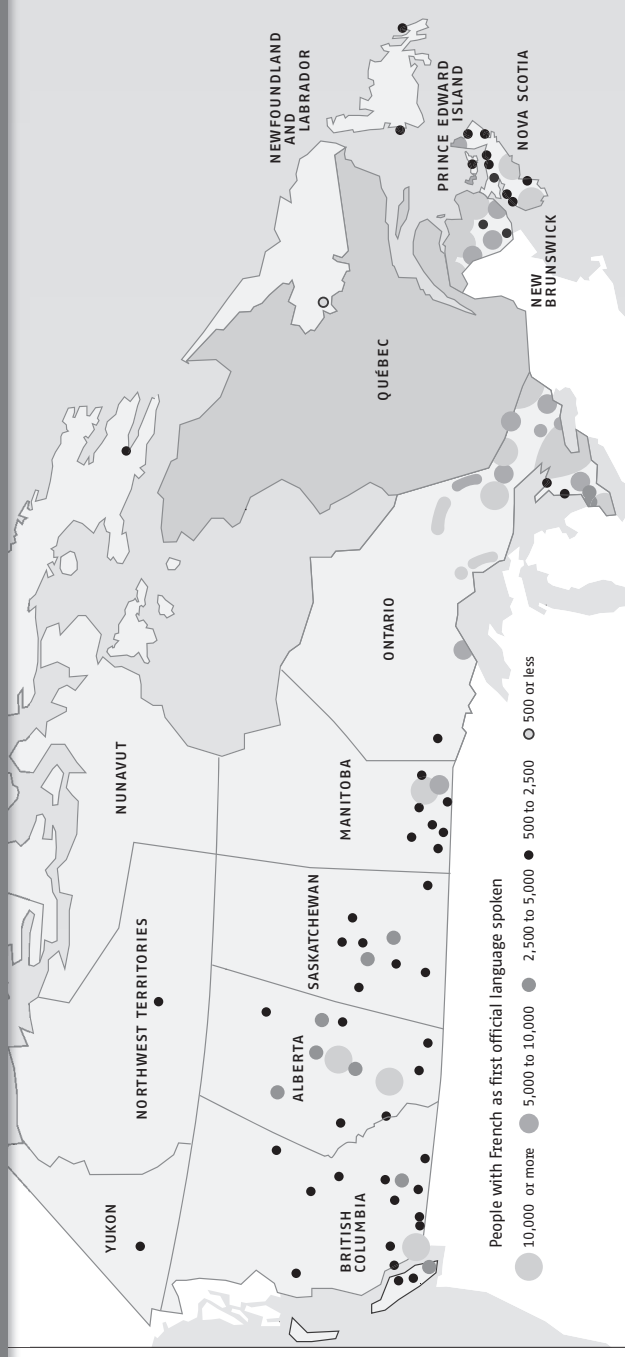 YUKON
NORTHWEST TERRITORIES
NUNAVUT
BRITISH
COLUMBIA
ALBERTA
SASKATCHEWAN
MANITOBA
ONTARIO
QUÉBEC
NEWFOUNDLAND
AND
LABRADOR
PRINCE EDWARD
ISLAND
NOVA SCOTIA
NEW
BRUNSWICK
People with French as first official language spoken
10,000 or more 5,000 to 10,000 2,500 to 5,000 500 to 2,500 500 or less